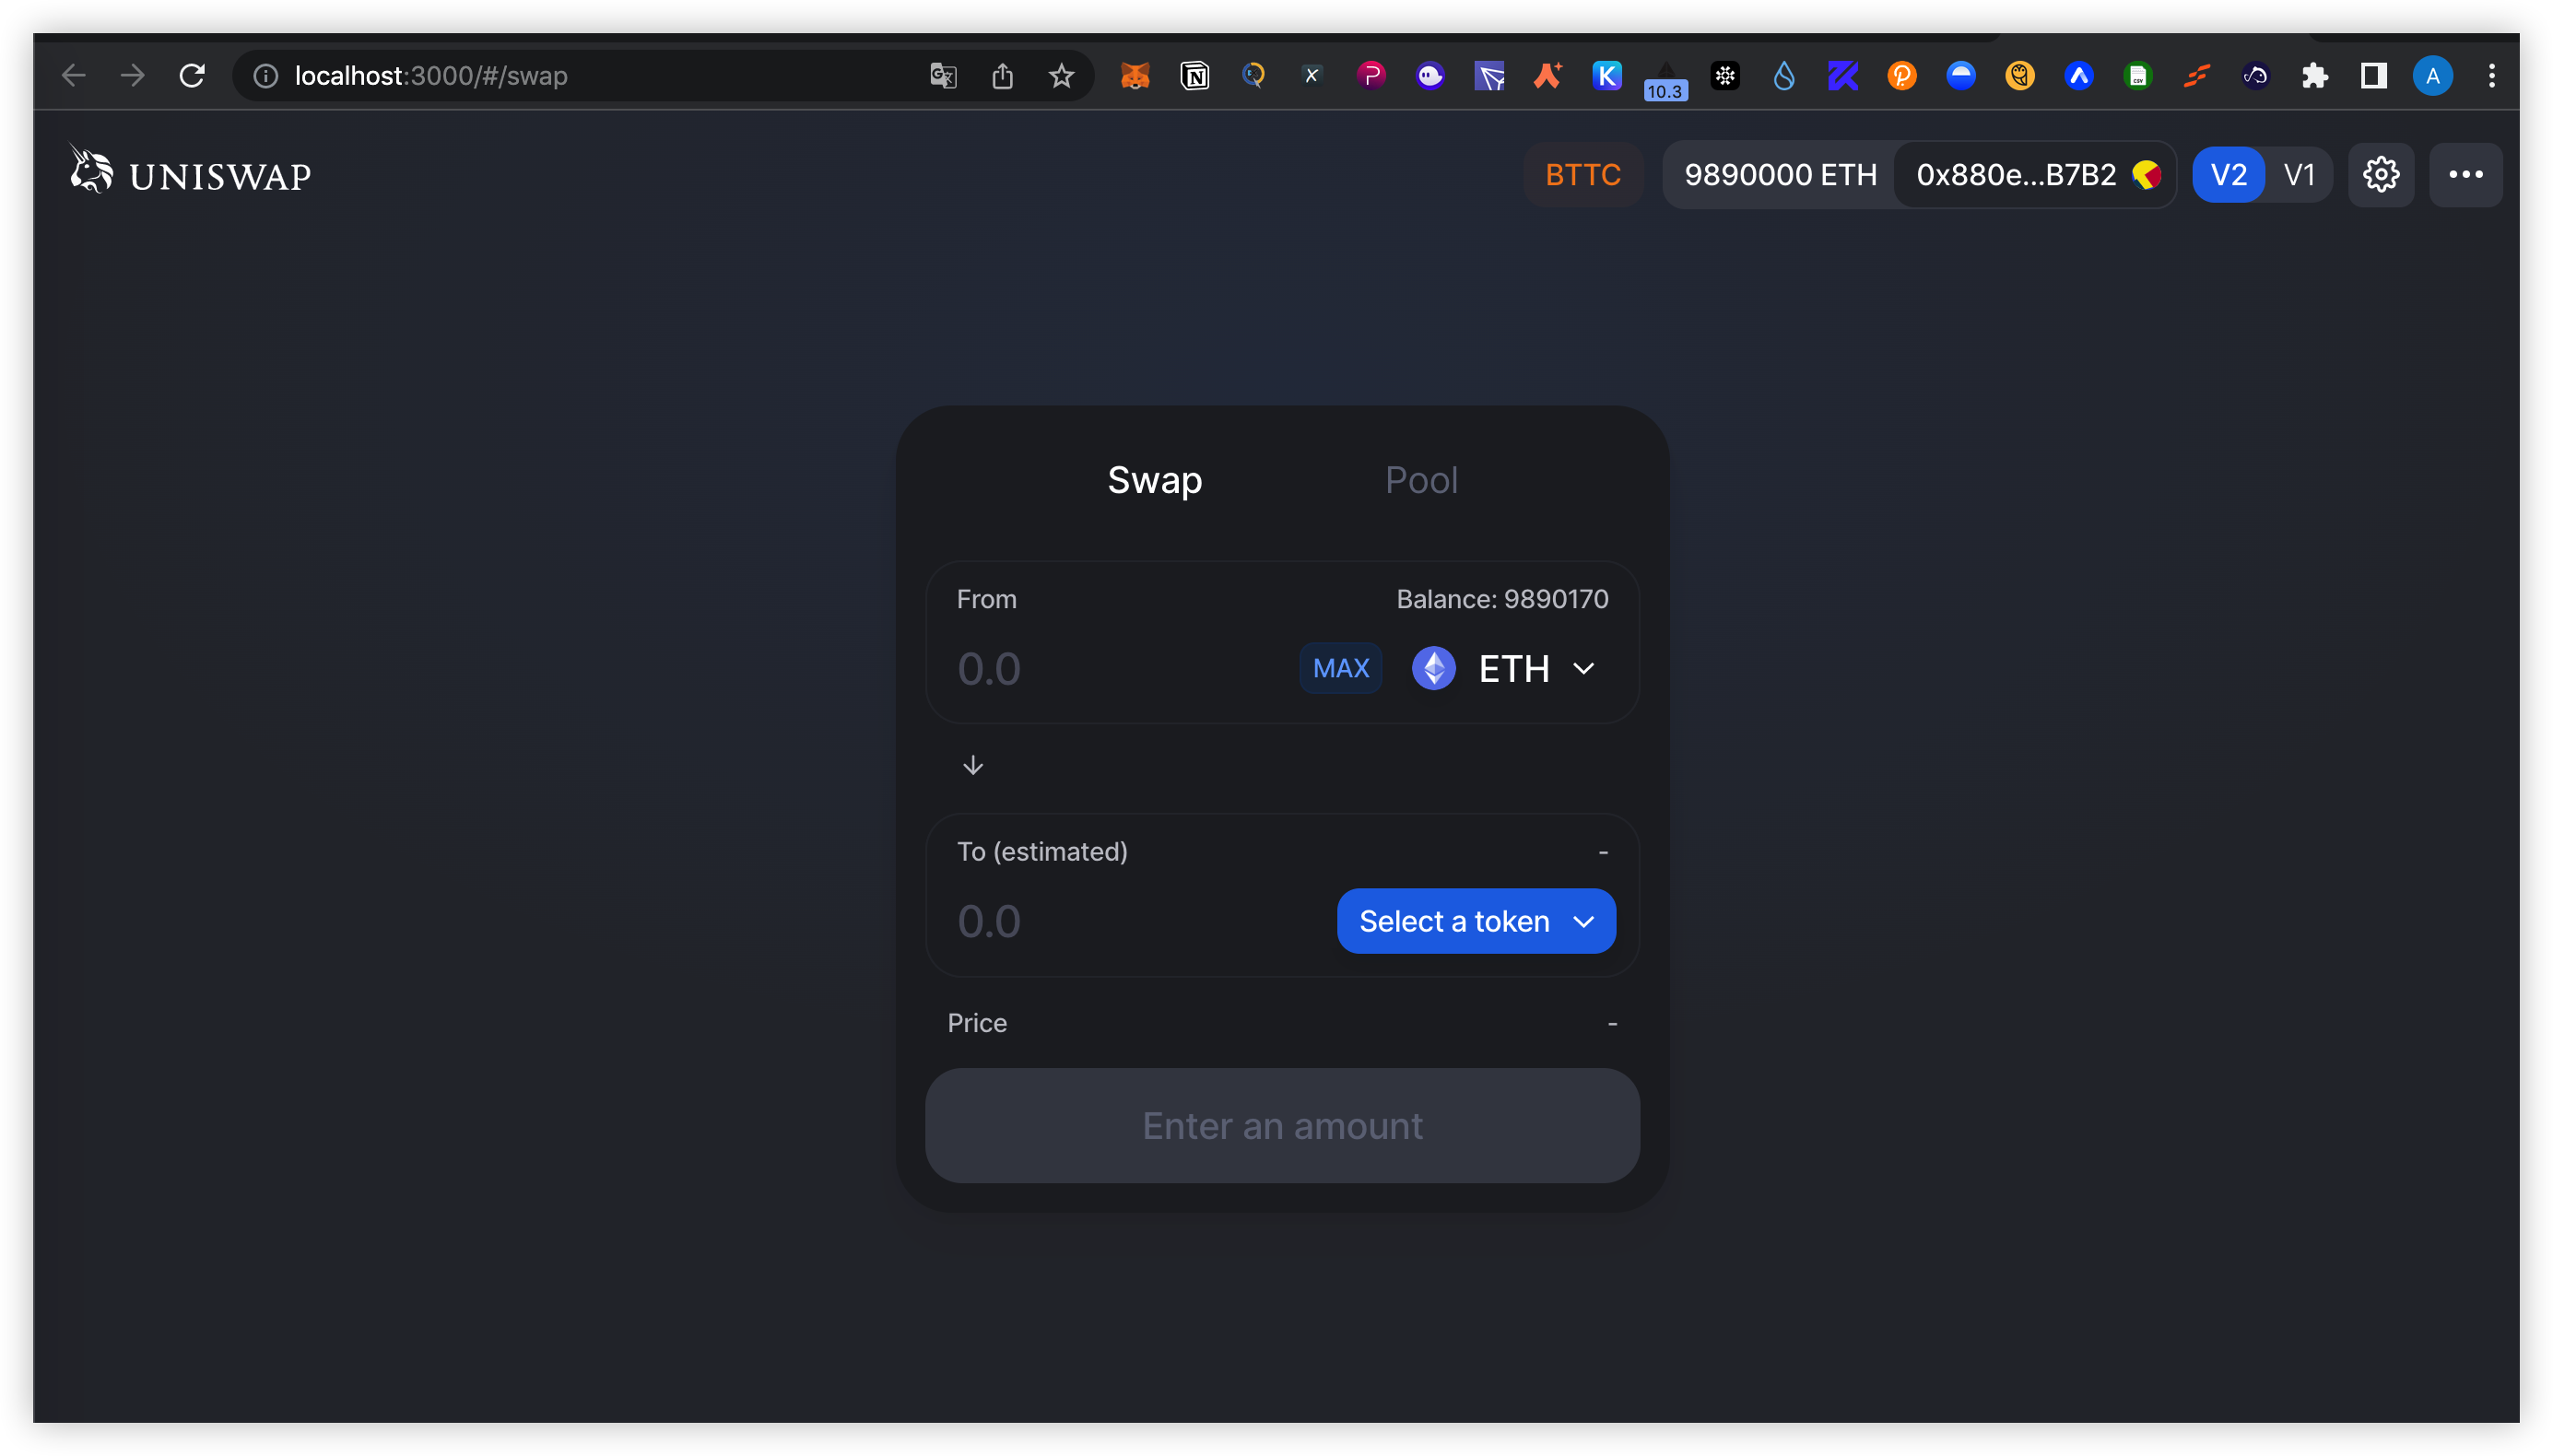 localhost:3000/#/swap
10.3
A
UNISWAP
BTTC
9890000 ETH
0x880e...B7B2
V2
V1
Swap
Pool
From
Balance: 9890170
0.0
MAX
ETH
To (estimated)
-
0.0
Select a token
Price
-
Enter an amount